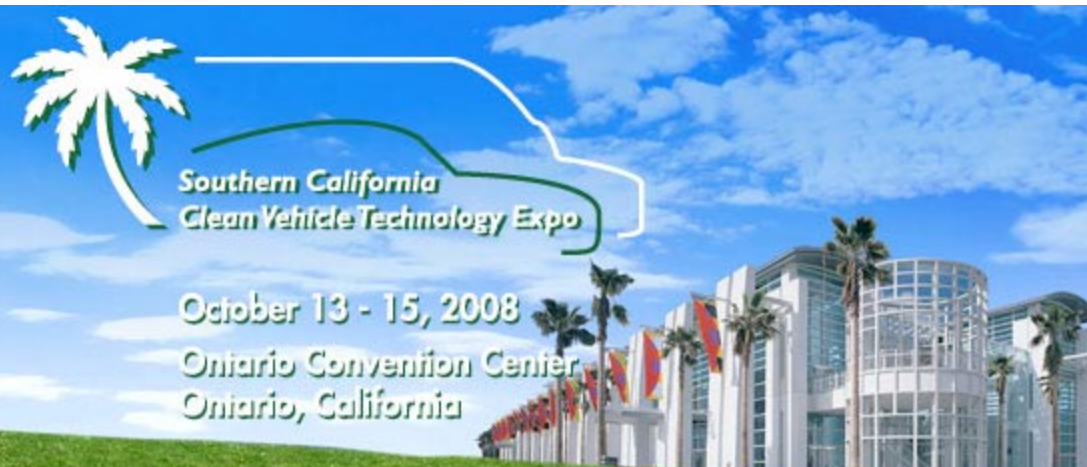 Southern California
Clean Vehicle Technology Expo
October 13 - 15, 2008
Ontario Convention Center
Ontario, California